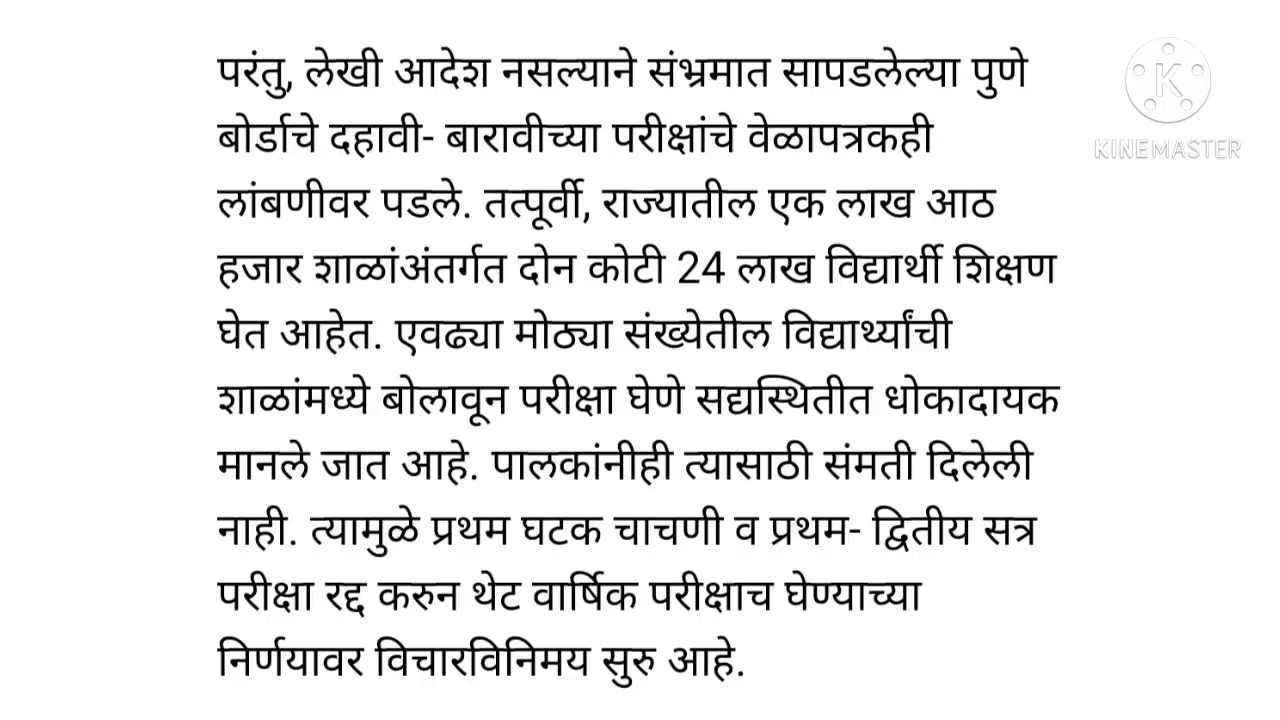 परंतु, लेखी आदेश नसल्याने संभ्रमात सापडलेल्या पुणे
बोर्डाचे दहावी- बारावीच्या परीक्षांचे वेळापत्रकही
लांबणीवर पडले. तत्पूर्वी, राज्यातील एक लाख आठ
हजार शाळांअंतर्गत दोन कोटी 24 लाख विद्यार्थी शिक्षण
घेत आहेत. एवढ्या मोठ्या संख्येतील विद्यार्थ्यांची
शाळांमध्ये बोलावून परीक्षा घेणे सद्यस्थितीत धोकादायक
मानले जात आहे. पालकांनीही त्यासाठी संमती दिलेली
नाही. त्यामुळे प्रथम घटक चाचणी व प्रथम- द्वितीय सत्र
परीक्षा रद्द करुन थेट वार्षिक परीक्षाच घेण्याच्या
निर्णयावर विचारविनिमय सुरु आहे.
K
KINEMASTER